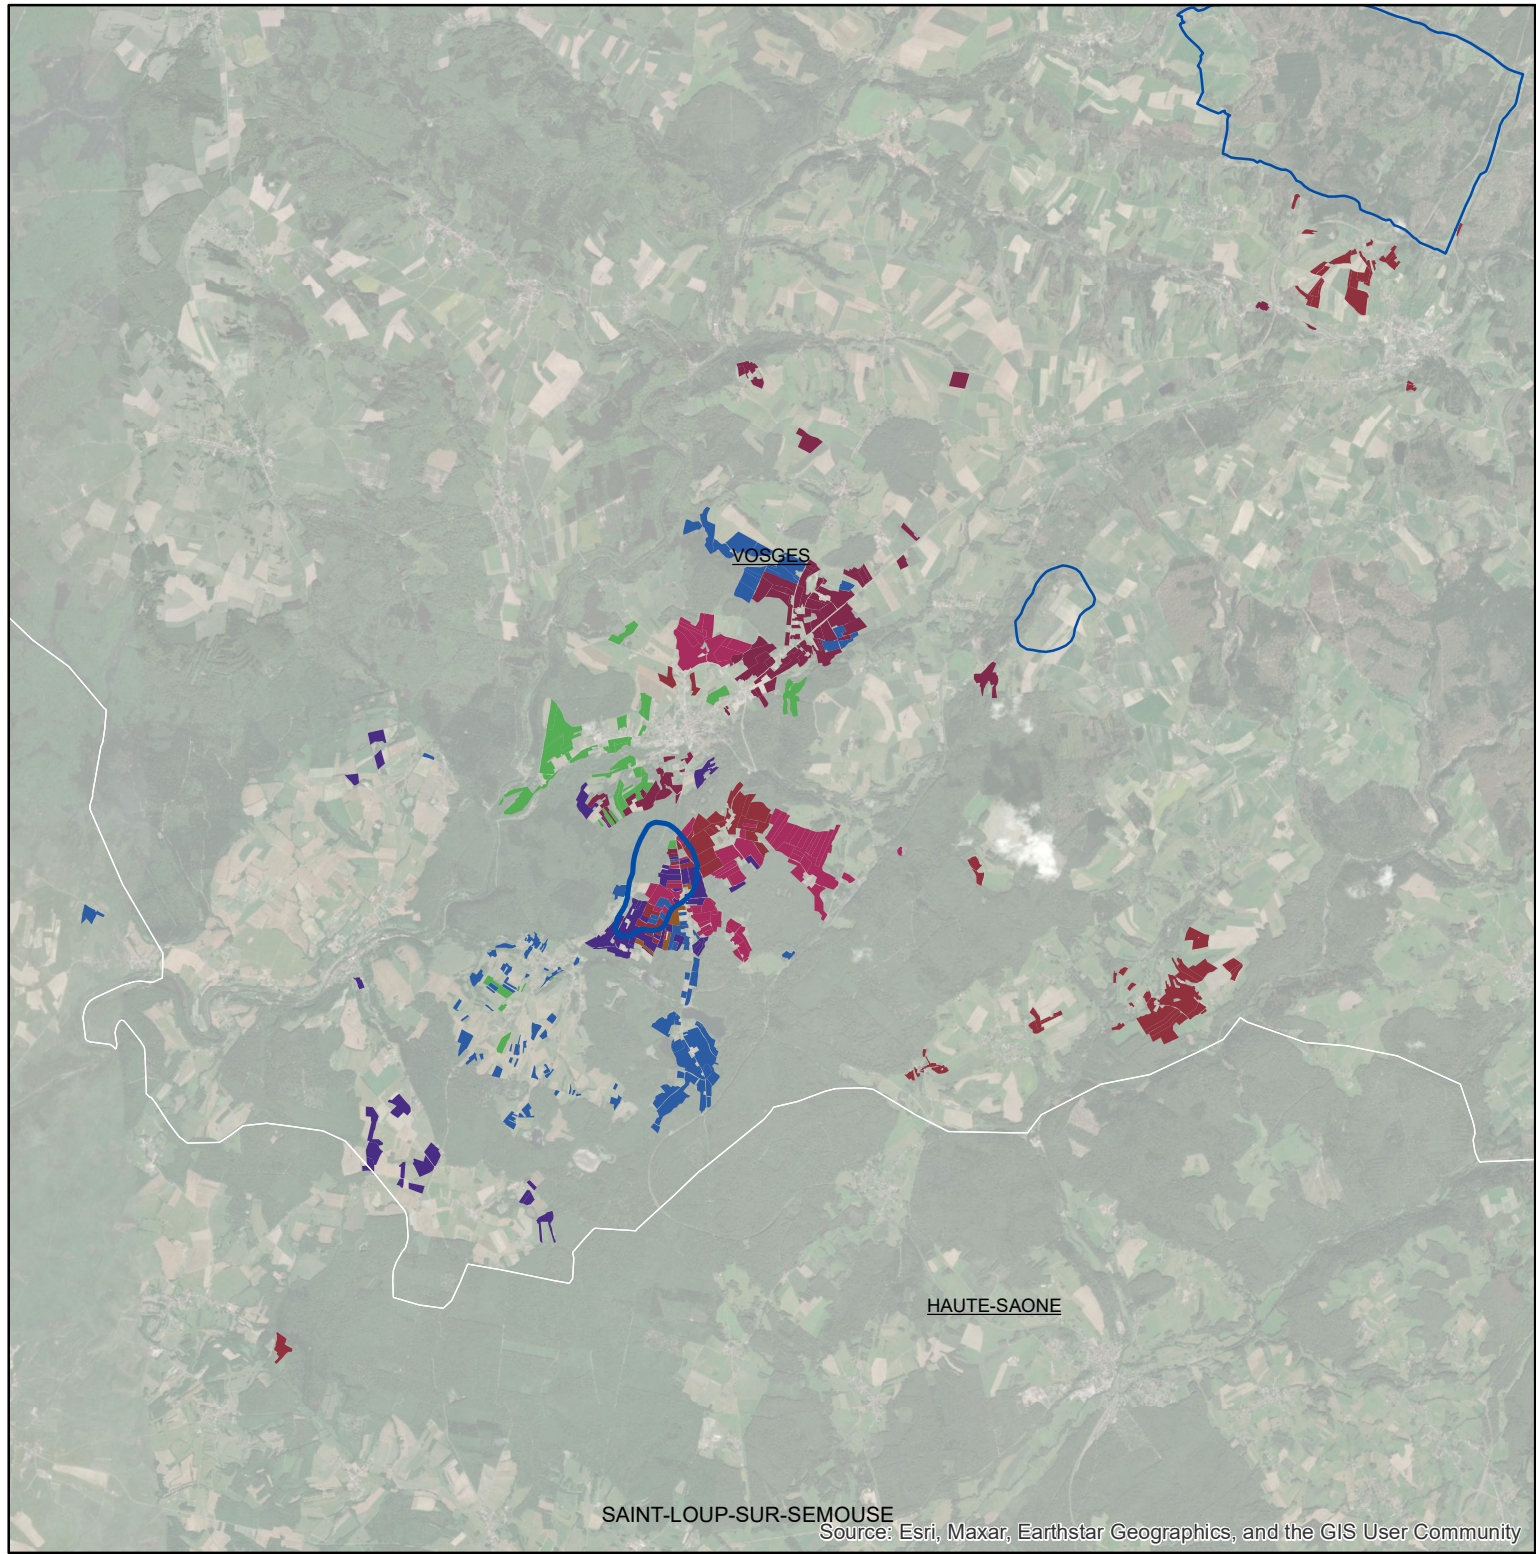 VOSGES
HAUTE-SAONE
SAINT-LOUP-SUR-SEMOUSE
Source: Esri, Maxar, Earthstar Geographics, and the GIS User Community